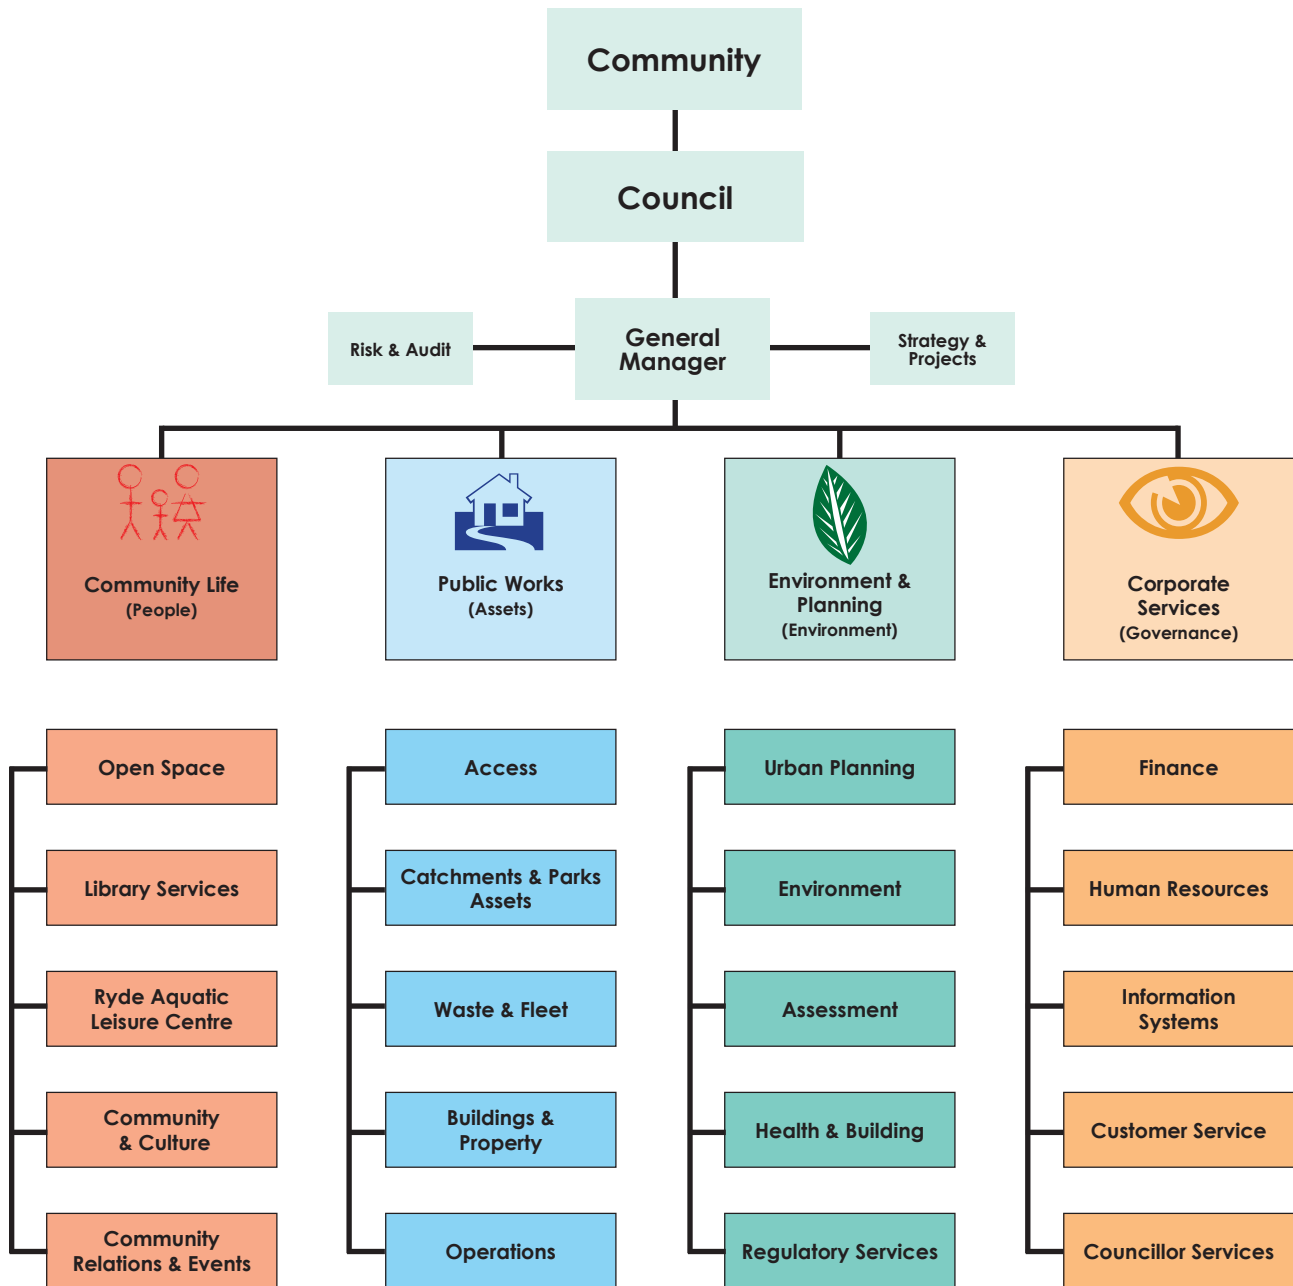 Community
Council
Risk & Audit
General
Manager
Strategy &
Projects
Community Life
(People)
Public Works
(Assets)
Environment &
Planning
(Environment)
Corporate
Services
(Governance)
Open Space
Access
Urban Planning
Finance
Library Services
Catchments & Parks
Assets
Environment
Human Resources
Ryde Aquatic
Leisure Centre
Waste & Fleet
Assessment
Information
Systems
Community
& Culture
Buildings &
Property
Health & Building
Customer Service
Community
Relations & Events
Operations
Regulatory Services
Councillor Services